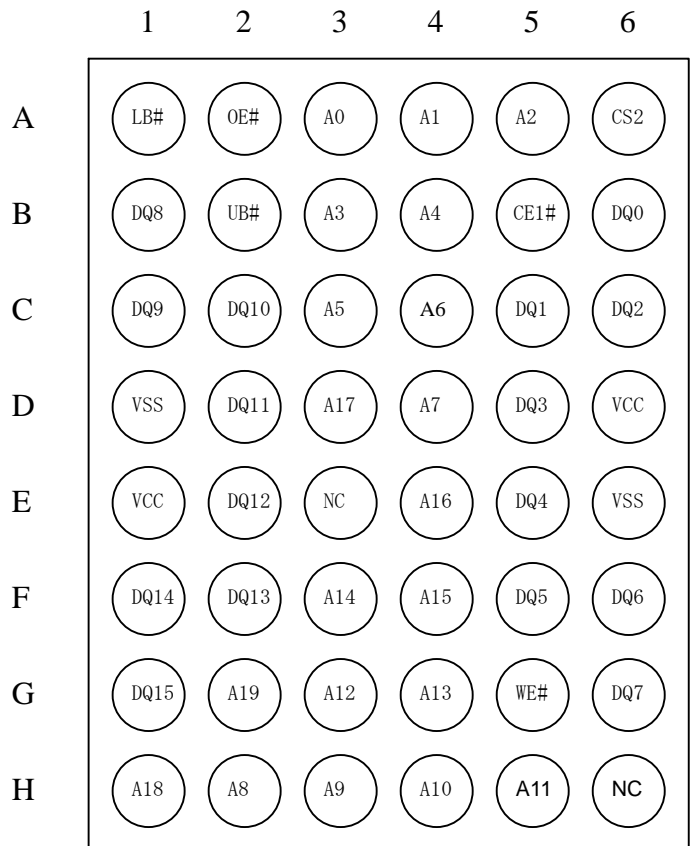 1 2 3 4 5 6
A LB# OE# A0 A1 A2 CS2
B DQ8 UB# A3 A4 CE1# DQ0
C DQ9 DQ10 A5 A6 DQ1 DQ2
D VSS DQ11 A17 A7 DQ3 VCC
E VCC DQ12 NC A16 DQ4 VSS
F DQ14 DQ13 A14 A15 DQ5 DQ6
G DQ15 A19 A12 A13 WE# DQ7
H A18 A8 A9 A10 A11 NC